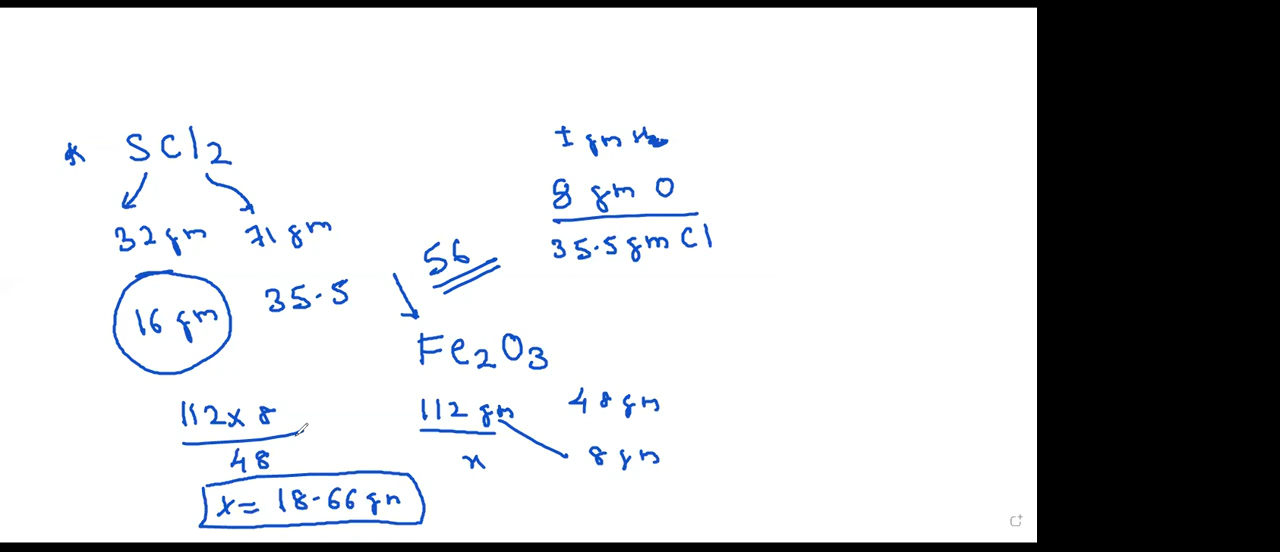 * SCl2
32 gm 71 gm
16 gm 35.5
1 gm H
8 gm O
35.5 gm Cl
56
Fe2O3
112 gm 48 gm
x 8 gm
112 x 8
48
x = 18.66 gm